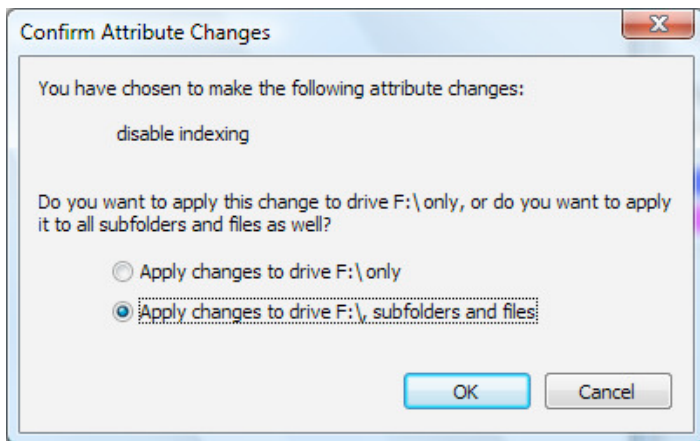 Confirm Attribute Changes
You have chosen to make the following attribute changes:
disable indexing
Do you want to apply this change to drive F:\ only, or do you want to apply
it to all subfolders and files as well?
Apply changes to drive F:\ only
Apply changes to drive F:\, subfolders and files
OK Cancel